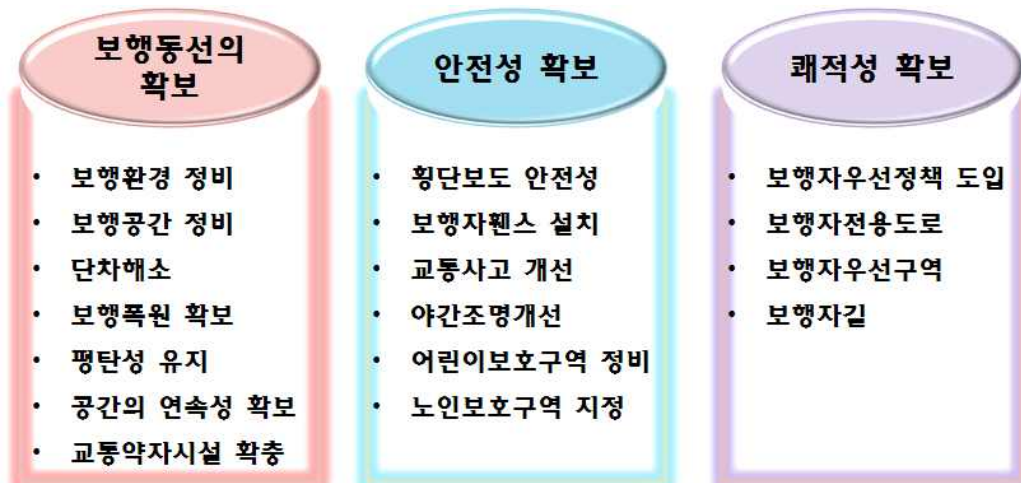 보행동선의
확보
• 보행환경 정비
• 보행공간 정비
• 단차해소
• 보행폭원 확보
• 평탄성 유지
• 공간의 연속성 확보
• 교통약자시설 확충
안전성 확보
• 횡단보도 안전성
• 보행자휀스 설치
• 교통사고 개선
• 야간조명개선
• 어린이보호구역 정비
• 노인보호구역 지정
쾌적성 확보
• 보행자우선정책 도입
• 보행자전용도로
• 보행자우선구역
• 보행자길